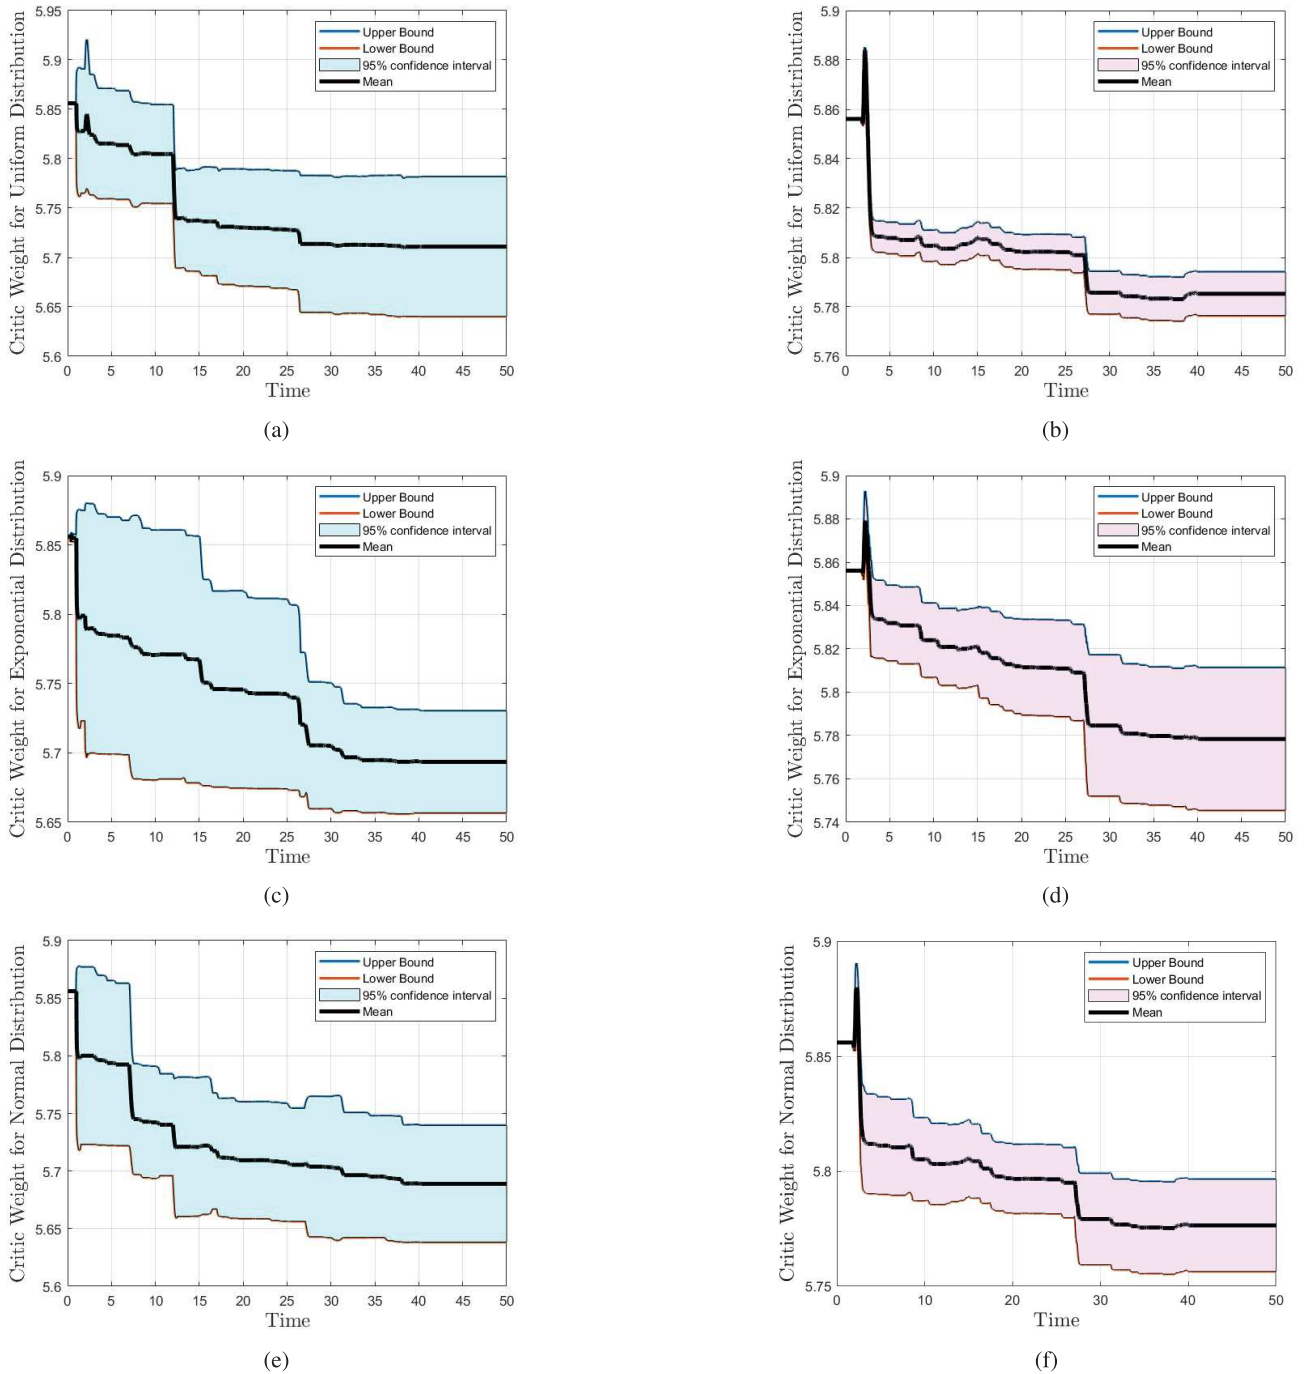 Critic Weight for Uniform Distribution
5.95
5.9
5.85
5.8
5.75
5.7
5.65
5.6
Upper Bound
Lower Bound
95% confidence interval
Mean
0 5 10 15 20 25 30 35 40 45 50
Time
(a)
Critic Weight for Uniform Distribution
5.9
5.88
5.86
5.84
5.82
5.8
5.78
5.76
Upper Bound
Lower Bound
95% confidence interval
Mean
0 5 10 15 20 25 30 35 40 45 50
Time
(b)
Critic Weight for Exponential Distribution
5.9
5.85
5.8
5.75
5.7
5.65
Upper Bound
Lower Bound
95% confidence interval
Mean
0 5 10 15 20 25 30 35 40 45 50
Time
(c)
Critic Weight for Exponential Distribution
5.9
5.88
5.86
5.84
5.82
5.8
5.78
5.76
5.74
Upper Bound
Lower Bound
95% confidence interval
Mean
0 5 10 15 20 25 30 35 40 45 50
Time
(d)
Critic Weight for Normal Distribution
5.9
5.85
5.8
5.75
5.7
5.65
5.6
Upper Bound
Lower Bound
95% confidence interval
Mean
0 5 10 15 20 25 30 35 40 45 50
Time
(e)
Critic Weight for Normal Distribution
5.9
5.85
5.8
5.75
Upper Bound
Lower Bound
95% confidence interval
Mean
0 10 20 30 40 50
Time
(f)